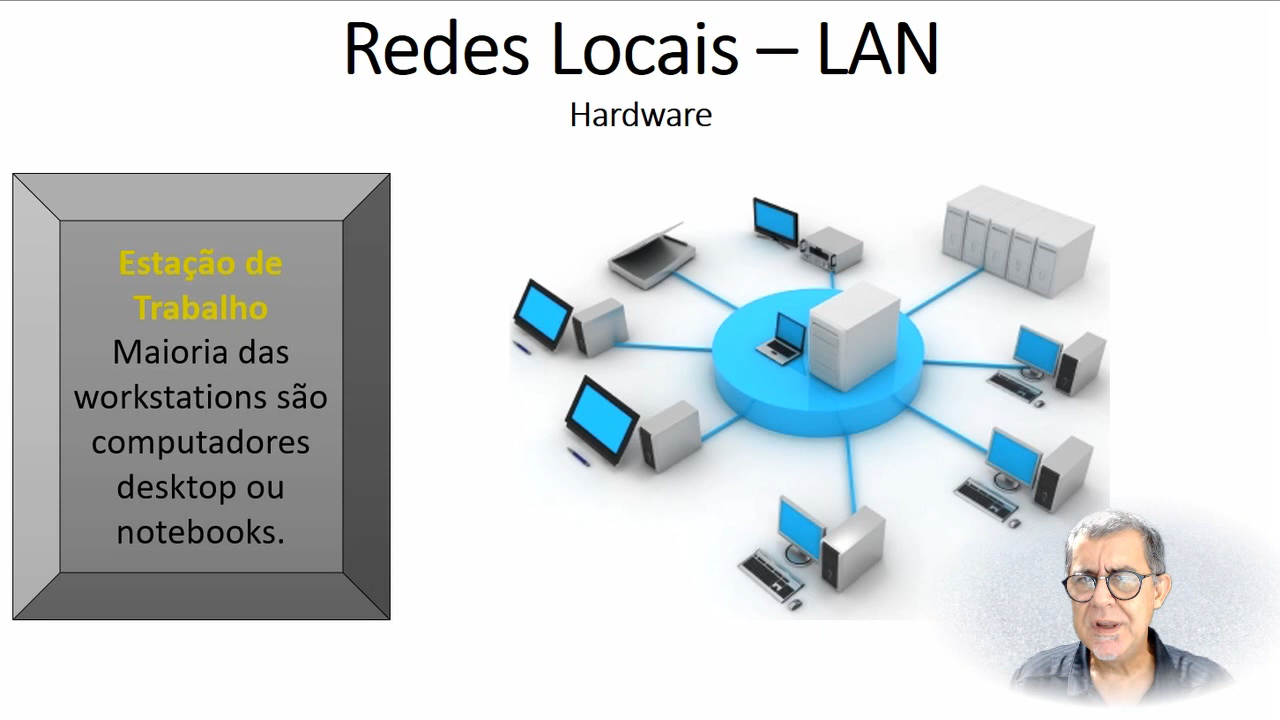 Redes Locais – LAN
Hardware
Estação de
Trabalho
Maioria das
workstations são
computadores
desktop ou
notebooks.